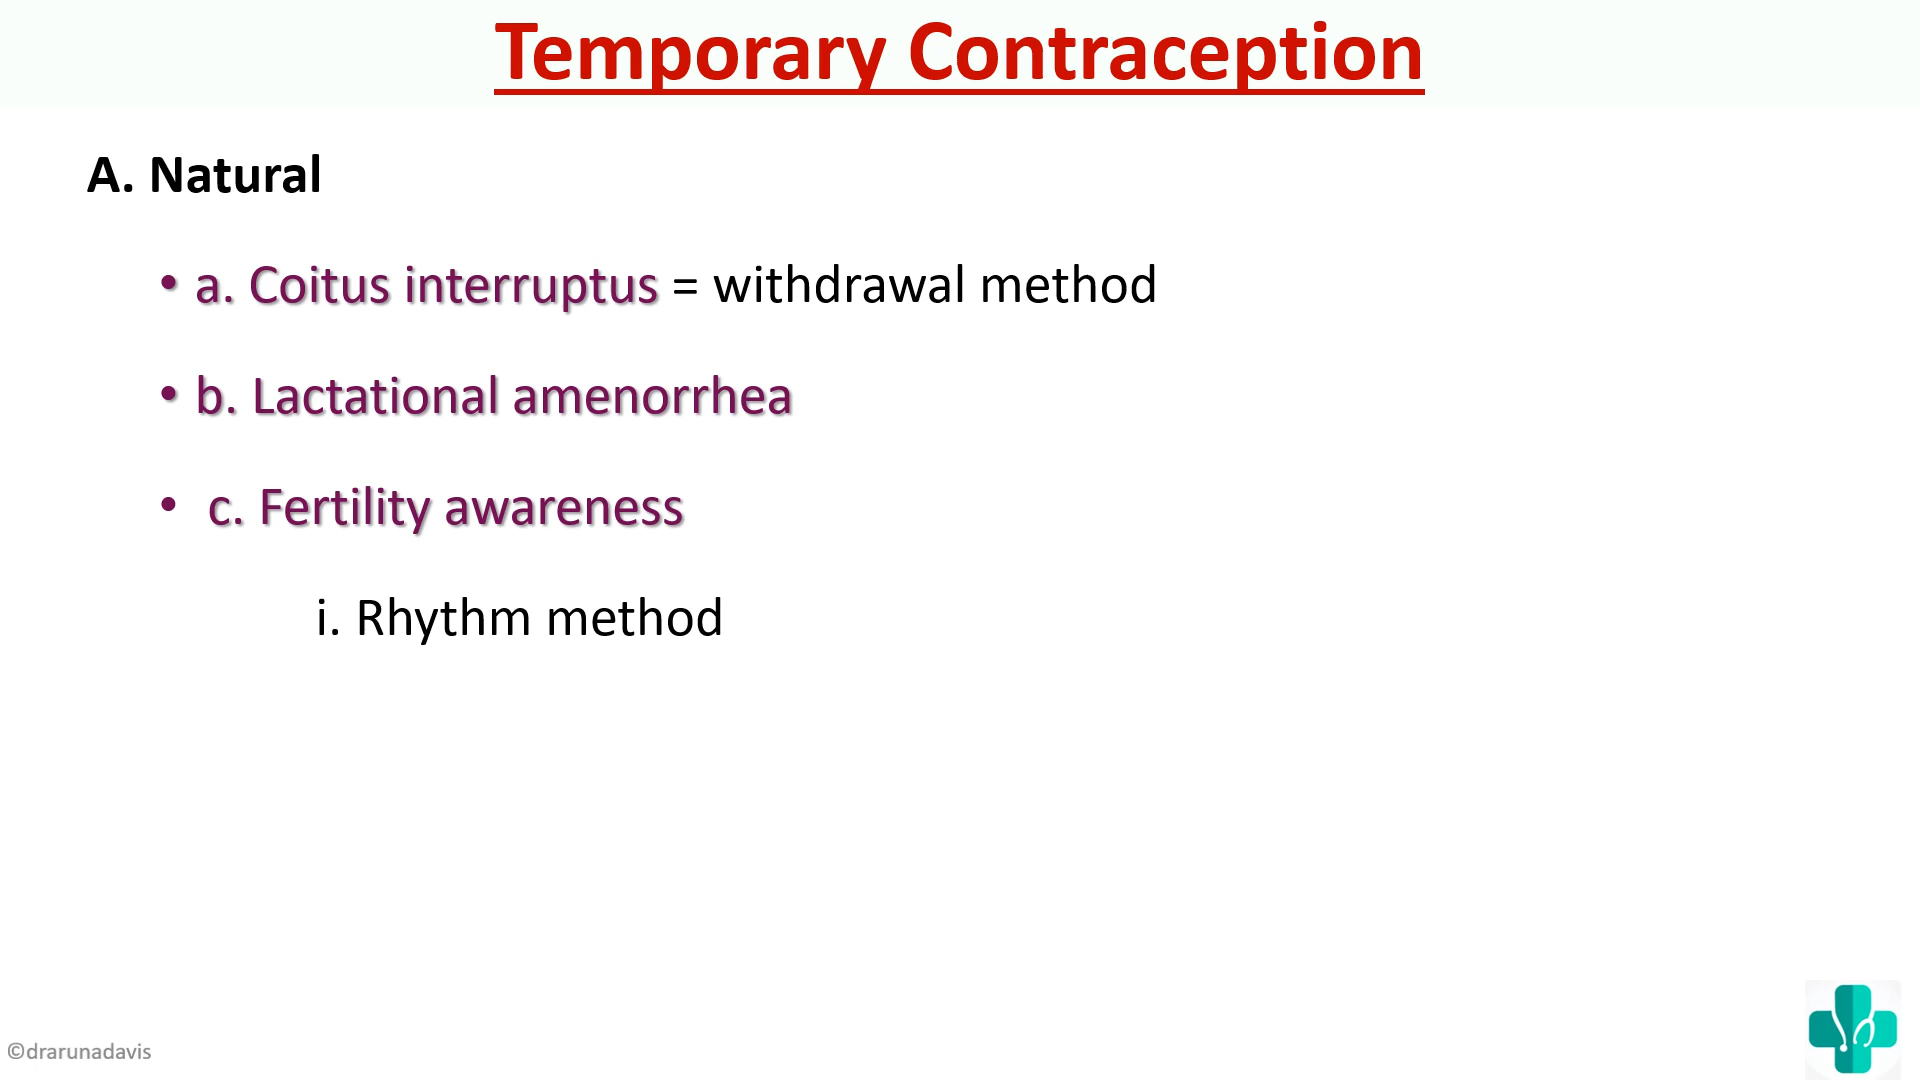 Temporary Contraception
A. Natural
• a. Coitus interruptus = withdrawal method
• b. Lactational amenorrhea
• c. Fertility awareness
i. Rhythm method
©drarunadavis